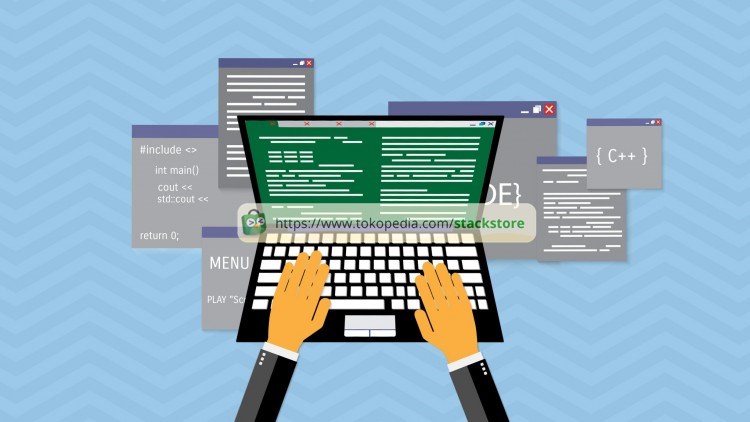 #include <>
int main()
cout <<
std::cout <<
return 0;
{ C++ }
DE}
https://www.tokopedia.com/stackstore
MENU
PLAY "Sc